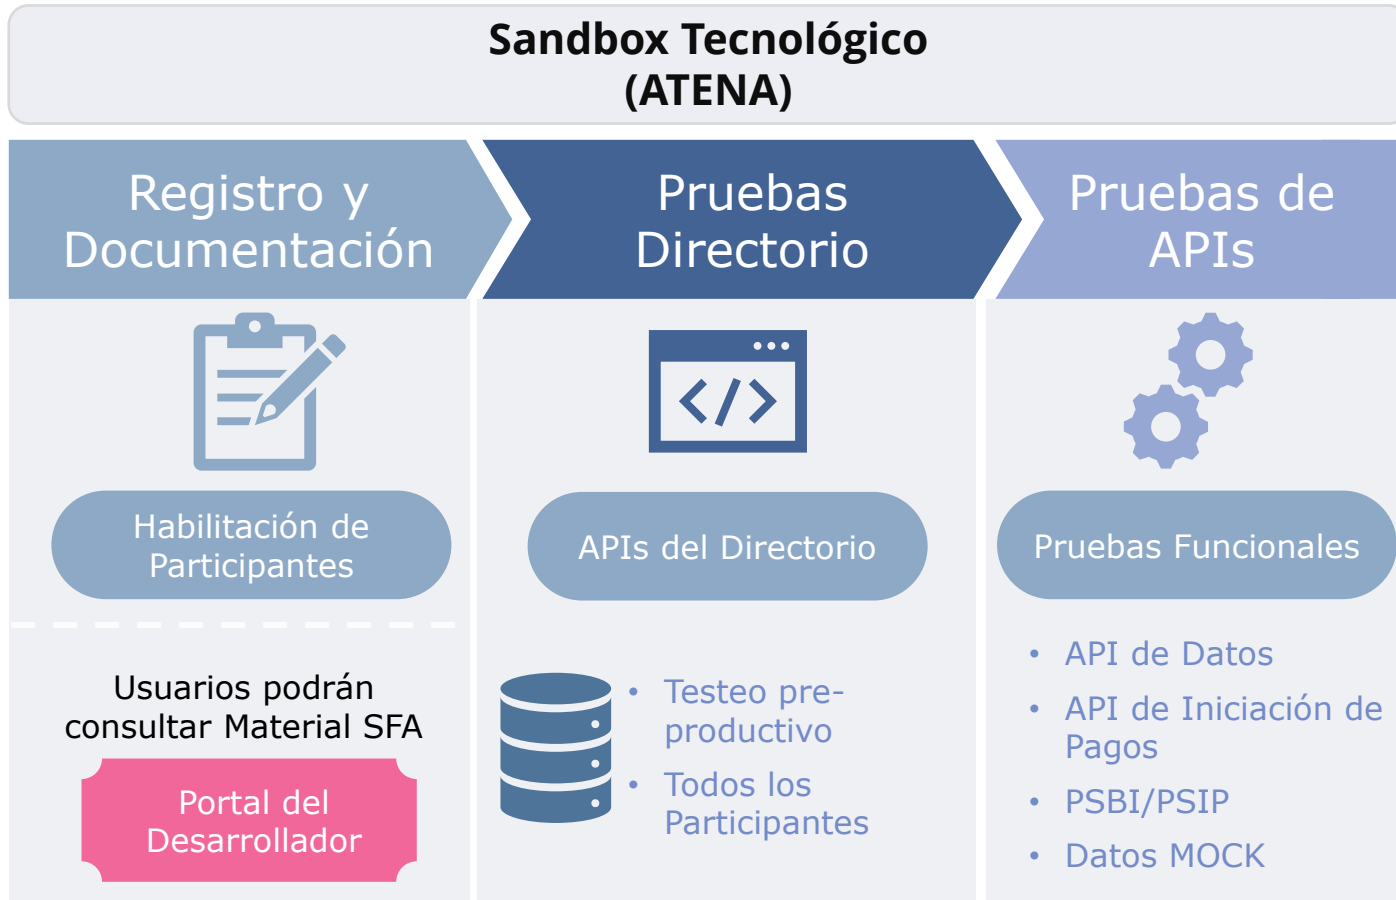 Sandbox Tecnológico
(ATENA)
Registro y
Documentación
Pruebas
Directorio
Pruebas de
APIs
</>
Habilitación de
Participantes
APIs del Directorio
Pruebas Funcionales
Usuarios podrán
consultar Material SFA
Portal del
Desarrollador
• Testeo pre-
productivo
• Todos los
Participantes
• API de Datos
• API de Iniciación de
Pagos
• PSBI/PSIP
• Datos MOCK